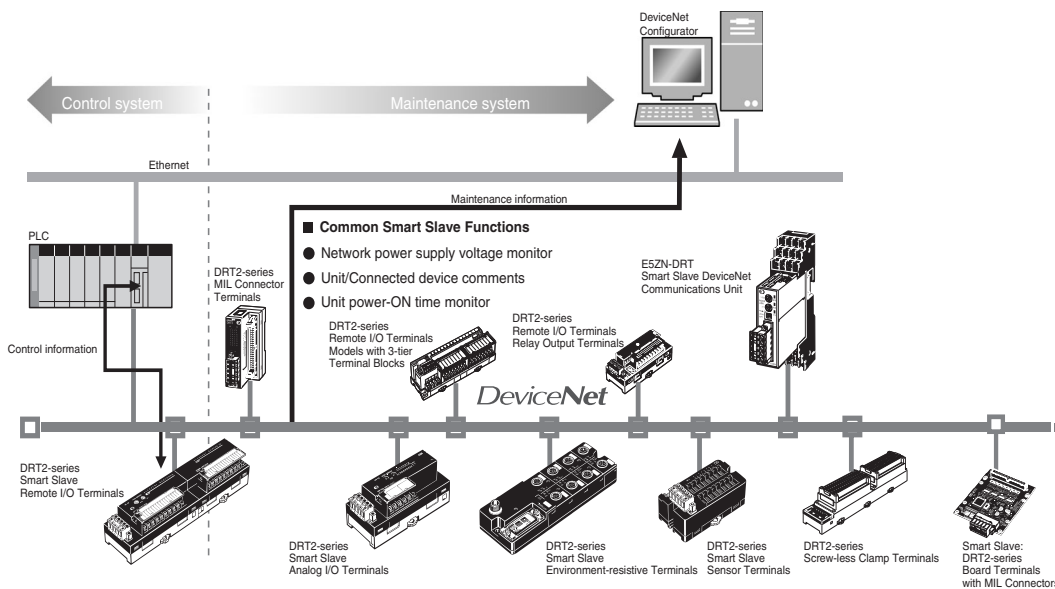 DeviceNet
Configurator
Control system
Maintenance system
Ethernet
Maintenance information
■ Common Smart Slave Functions
● Network power supply voltage monitor
● Unit/Connected device comments
● Unit power-ON time monitor
PLC
DRT2-series
MIL Connector
Terminals
E5ZN-DRT
Smart Slave DeviceNet
Communications Unit
DRT2-series
Remote I/O Terminals
Models with 3-tier
Terminal Blocks
DRT2-series
Remote I/O Terminals
Relay Output Terminals
Control information
DeviceNet
DRT2-series
Smart Slave
Remote I/O Terminals
DRT2-series
Smart Slave
Analog I/O Terminals
DRT2-series
Smart Slave
Environment-resistive Terminals
DRT2-series
Smart Slave
Sensor Terminals
DRT2-series
Screw-less Clamp Terminals
Smart Slave:
DRT2-series
Board Terminals
with MIL Connectors